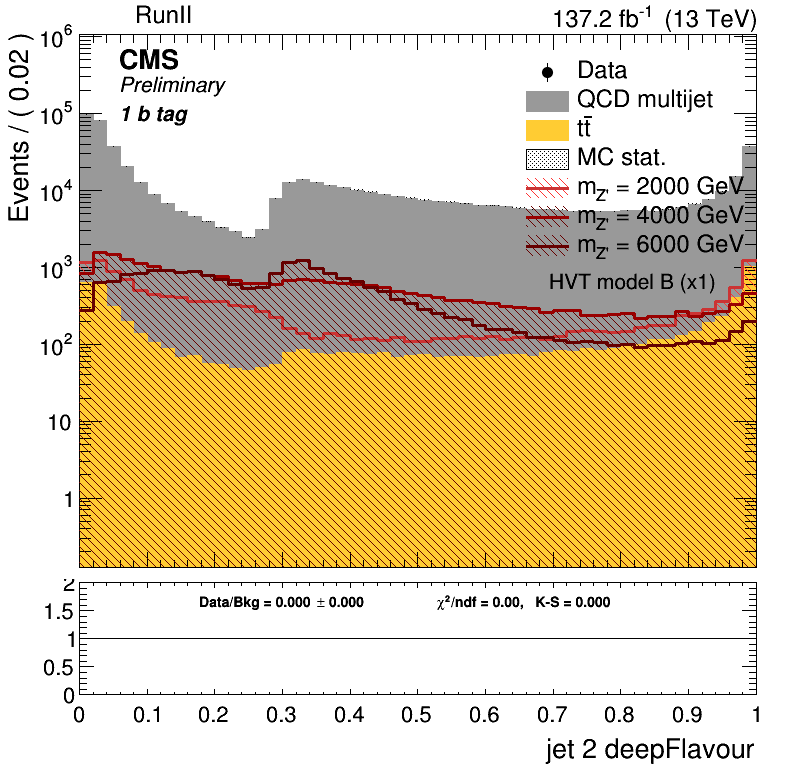 RunII
137.2 fb⁻¹ (13 TeV)
Events / ( 0.02 )
CMS
Preliminary
1 b tag
Data
QCD multijet
tt̄
MC stat.
m_Z' = 2000 GeV
m_Z' = 4000 GeV
m_Z' = 6000 GeV
HVT model B (x1)
10⁶
10⁵
10⁴
10³
10²
10
1
Data/Bkg = 0.000 ± 0.000
χ²/ndf = 0.00, K-S = 0.000
2
1.5
1
0.5
0
0 0.1 0.2 0.3 0.4 0.5 0.6 0.7 0.8 0.9 1
jet 2 deepFlavour